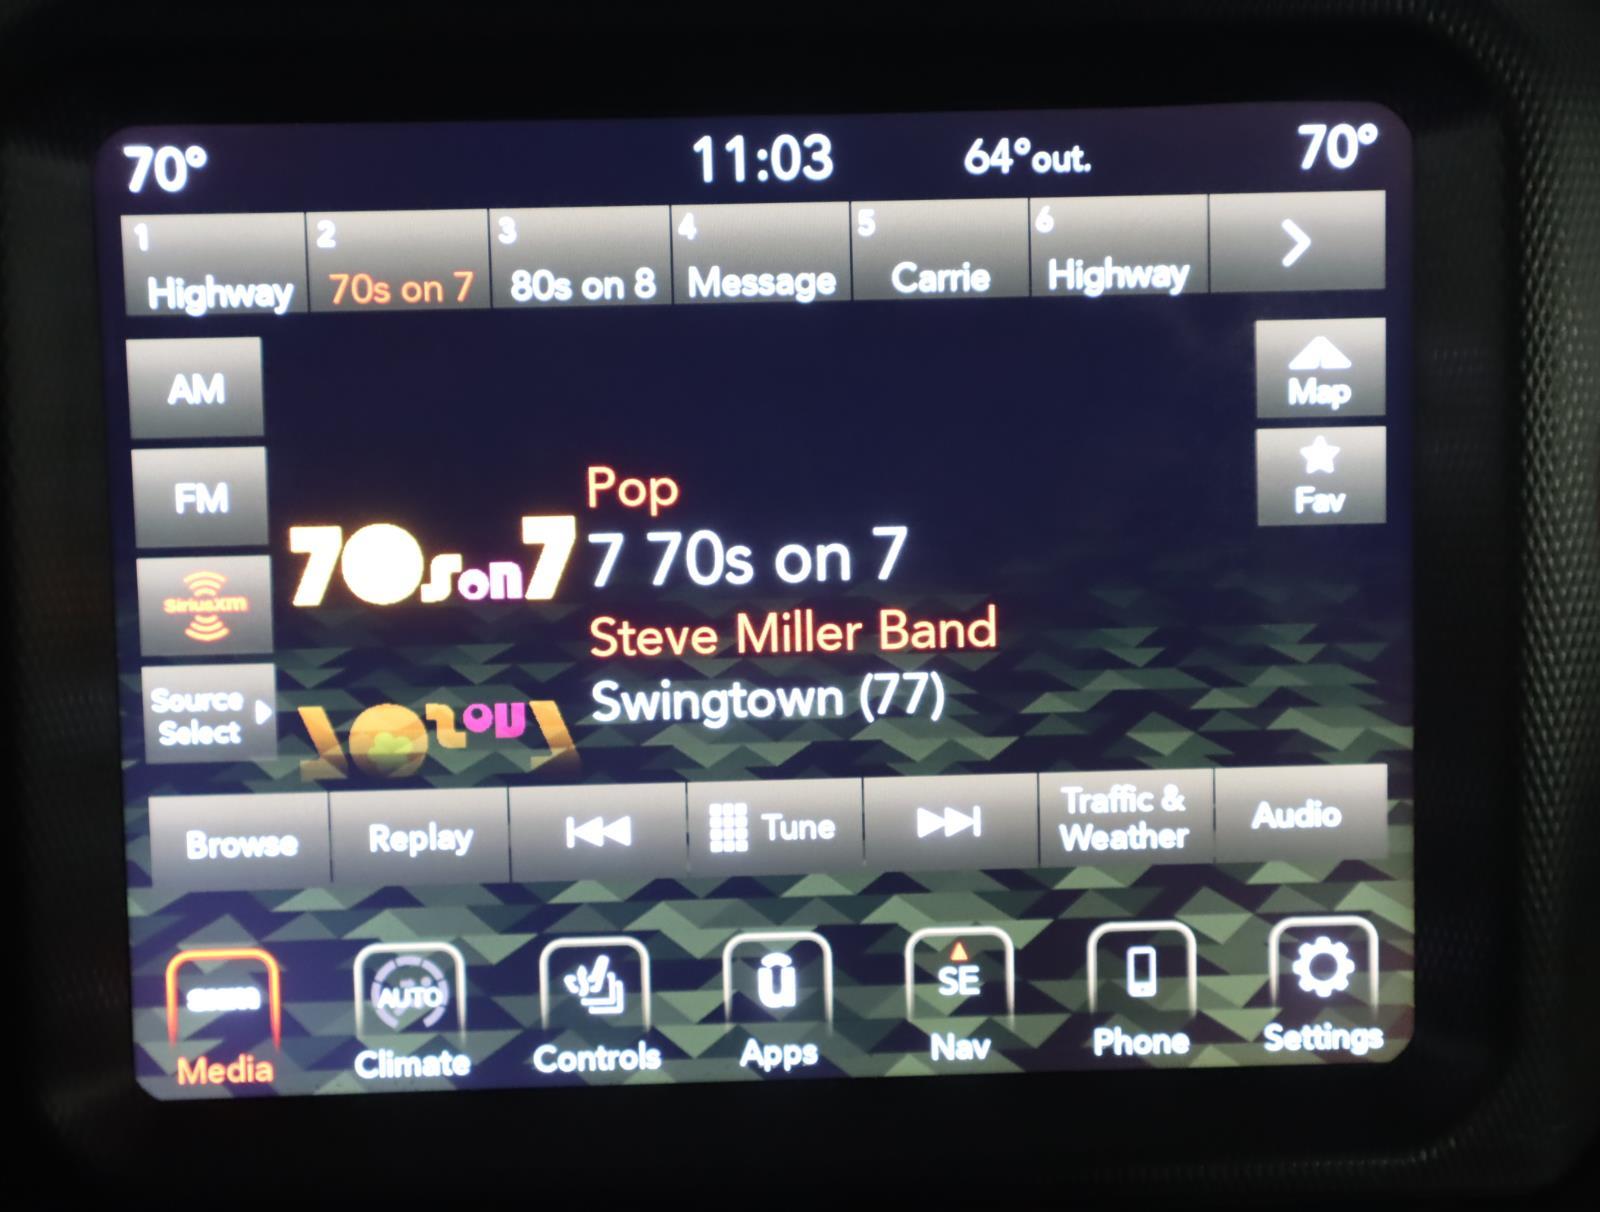 70° 11:03 64°out. 70°
1 2 3 4 5 6
Highway 70s on 7 80s on 8 Message Carrie Highway
AM
Map
FM
Fav
SiriusXM
Source
Select
70s on 7
Pop
7 70s on 7
Steve Miller Band
Swingtown (77)
Browse Replay Tune Traffic &
Weather Audio
AUTO
SE
Media Climate Controls Apps Nav Phone Settings